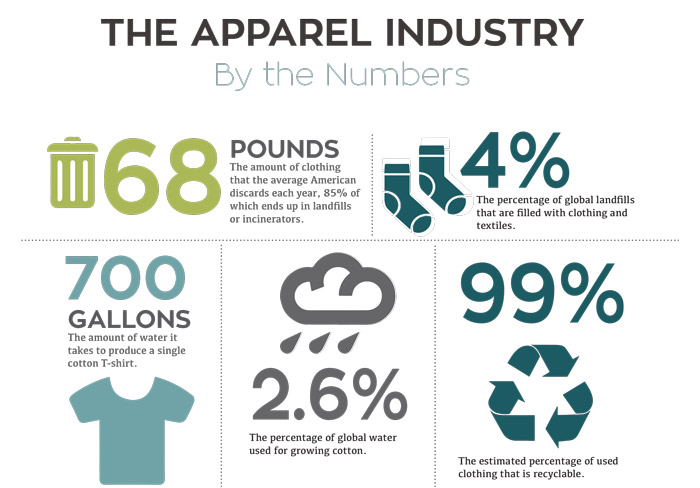 THE APPAREL INDUSTRY
By the Numbers
68
POUNDS
The amount of clothing
that the average American
discards each year, 85% of
which ends up in landfills
or incinerators.
4%
The percentage of global landfills
that are filled with clothing and
textiles.
700
GALLONS
The amount of water it
takes to produce a single
cotton T-shirt.
2.6%
The percentage of global water
used for growing cotton.
99%
The estimated percentage of used
clothing that is recyclable.